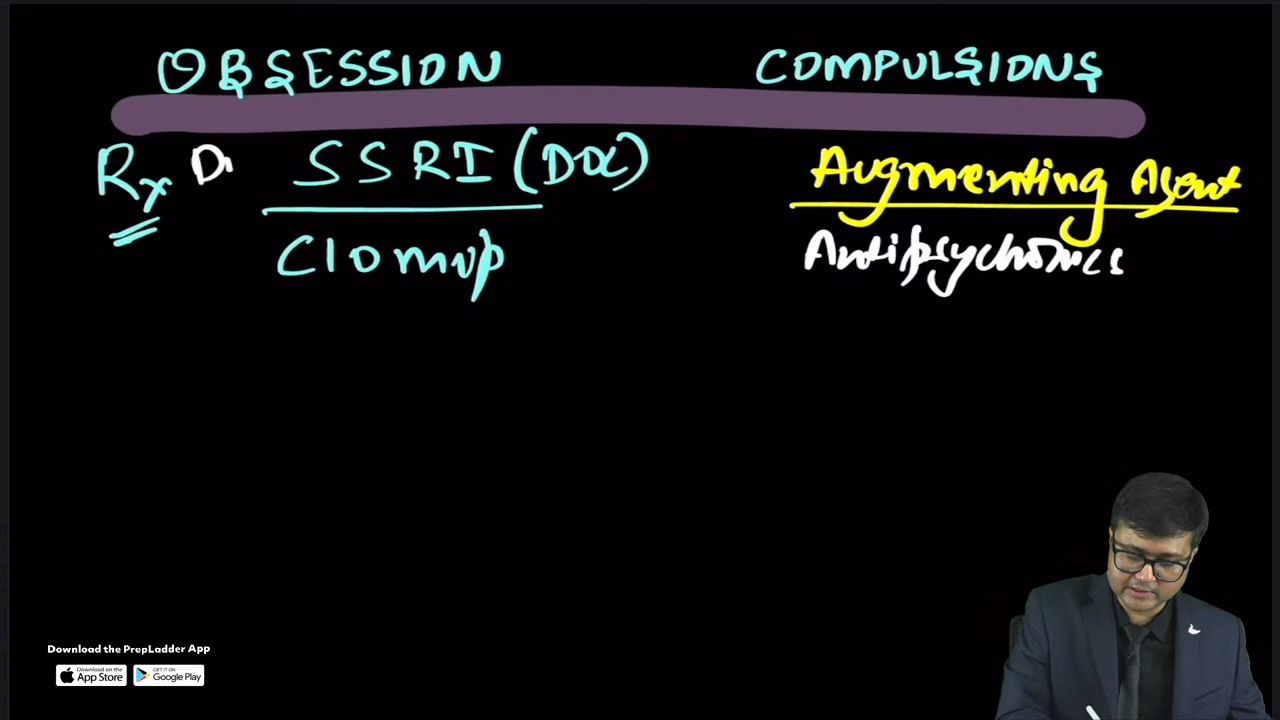 OBSESSION COMPULSIONS
Rx D SSRI (DOC) Augmenting Agent
Clomip Antipsychotics
Download the PrepLadder App
Download on the App Store GET IT ON Google Play